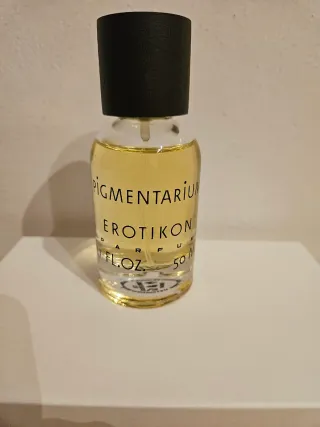 PiGMENTARiUM
EROTIKON
PARFUM
FL.OZ. 50